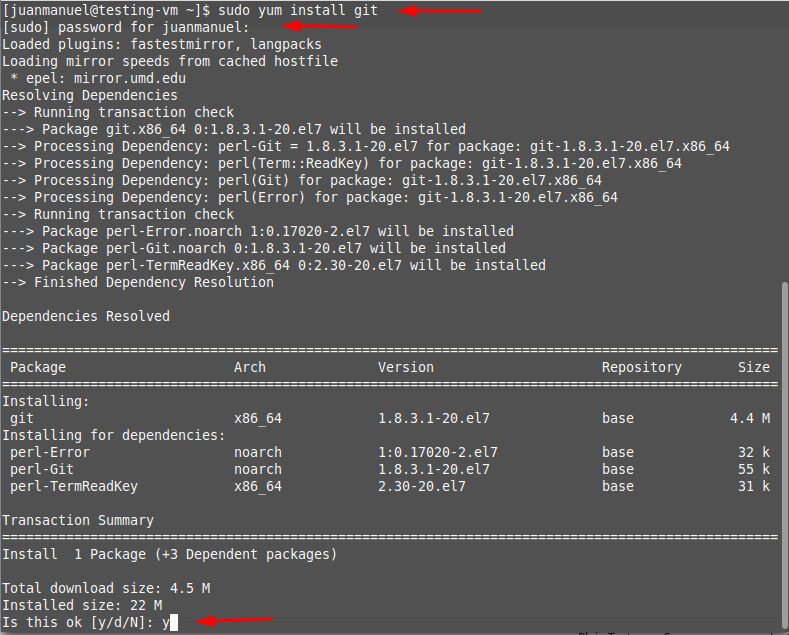 [juanmanuel@testing-vm ~]$ sudo yum install git
[sudo] password for juanmanuel:
Loaded plugins: fastestmirror, langpacks
Loading mirror speeds from cached hostfile
 * epel: mirror.umd.edu
Resolving Dependencies
--> Running transaction check
---> Package git.x86_64 0:1.8.3.1-20.el7 will be installed
--> Processing Dependency: perl-Git = 1.8.3.1-20.el7 for package: git-1.8.3.1-20.el7.x86_64
--> Processing Dependency: perl(Term::ReadKey) for package: git-1.8.3.1-20.el7.x86_64
--> Processing Dependency: perl(Git) for package: git-1.8.3.1-20.el7.x86_64
--> Processing Dependency: perl(Error) for package: git-1.8.3.1-20.el7.x86_64
--> Running transaction check
---> Package perl-Error.noarch 1:0.17020-2.el7 will be installed
---> Package perl-Git.noarch 0:1.8.3.1-20.el7 will be installed
---> Package perl-TermReadKey.x86_64 0:2.30-20.el7 will be installed
--> Finished Dependency Resolution

Dependencies Resolved

================================================================================
 Package Arch Version Repository Size
================================================================================
Installing:
 git x86_64 1.8.3.1-20.el7 base 4.4 M
Installing for dependencies:
 perl-Error noarch 1:0.17020-2.el7 base 32 k
 perl-Git noarch 1.8.3.1-20.el7 base 55 k
 perl-TermReadKey x86_64 2.30-20.el7 base 31 k

Transaction Summary
================================================================================
Install  1 Package (+3 Dependent packages)

Total download size: 4.5 M
Installed size: 22 M
Is this ok [y/d/N]: y